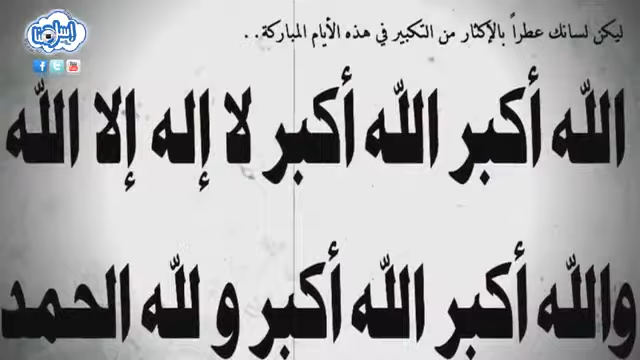 ليكن لسانك عطراً بالإكثار من التكبير في هذه الأيام المباركة..
الله أكبر الله أكبر لا إله إلا الله
والله أكبر الله أكبر و لله الحمد